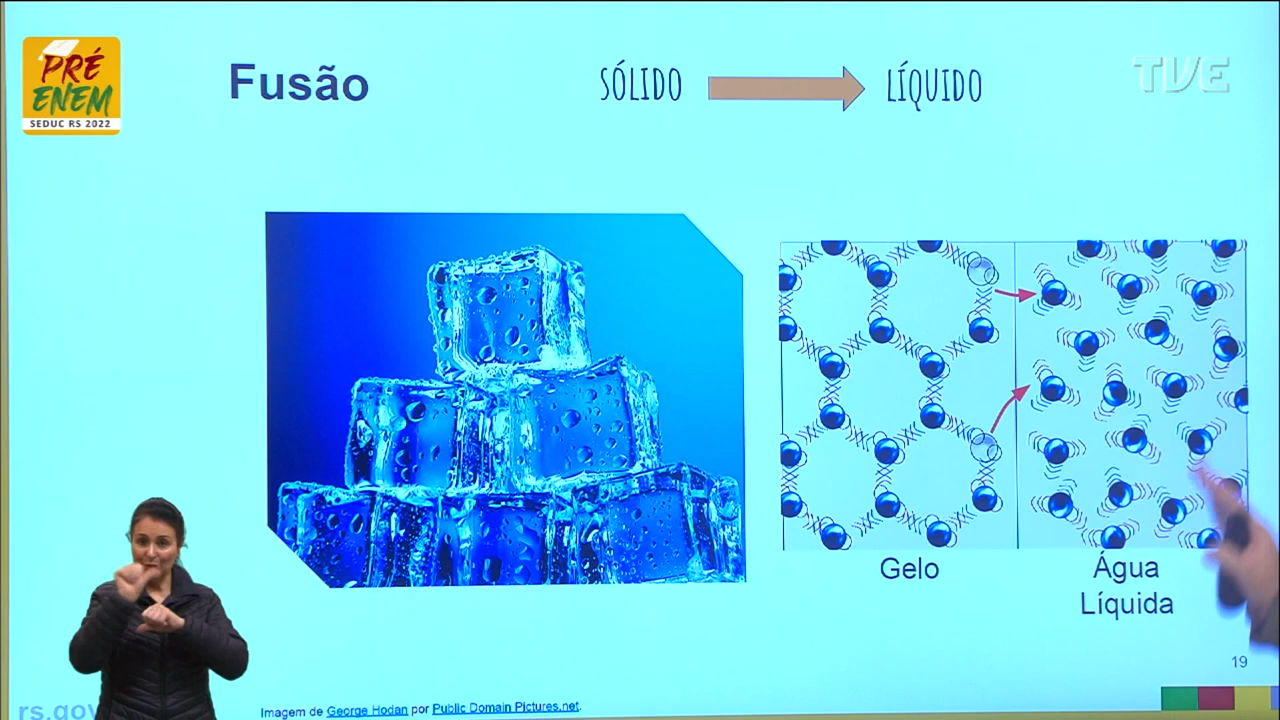 PRÉ
ENEM
SEDUC RS 2022
Fusão
SÓLIDO
LÍQUIDO
TVE
Gelo
Água
Líquida
19
rs.gov
Imagem de George Hodan por Public Domain Pictures.net.